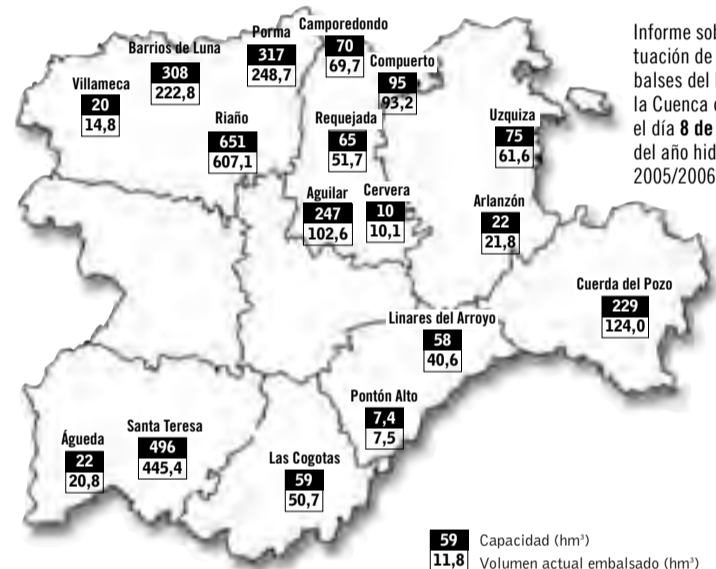 Camporedondo
70
69,7
Porma
317
248,7
Barrios de Luna
308
222,8
Compuerto
95
93,2
Villameca
20
14,8
Riaño
651
607,1
Requejada
65
51,7
Uzquiza
75
61,6
Aguilar
247
102,6
Cervera
10
10,1
Arlanzón
22
21,8
Cuerda del Pozo
229
124,0
Linares del Arroyo
58
40,6
Pontón Alto
7,4
7,5
Águeda
22
20,8
Santa Teresa
496
445,4
Las Cogotas
59
50,7
Informe
de
la Cuenca
el día 8 de
del año
2005/2006
59 Capacidad (hm³)
11,8 Volumen actual embalsado (hm³)